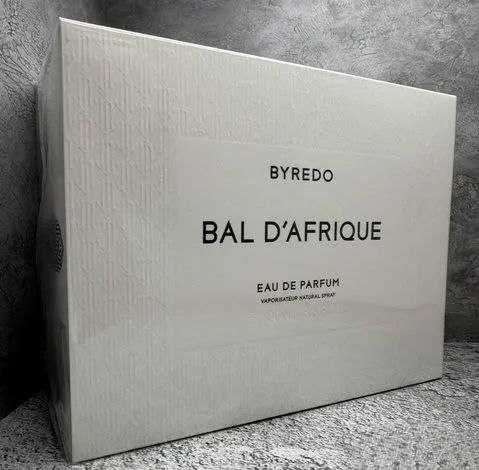 BYREDO
BAL D'AFRIQUE
EAU DE PARFUM
VAPORISATEUR NATURAL SPRAY